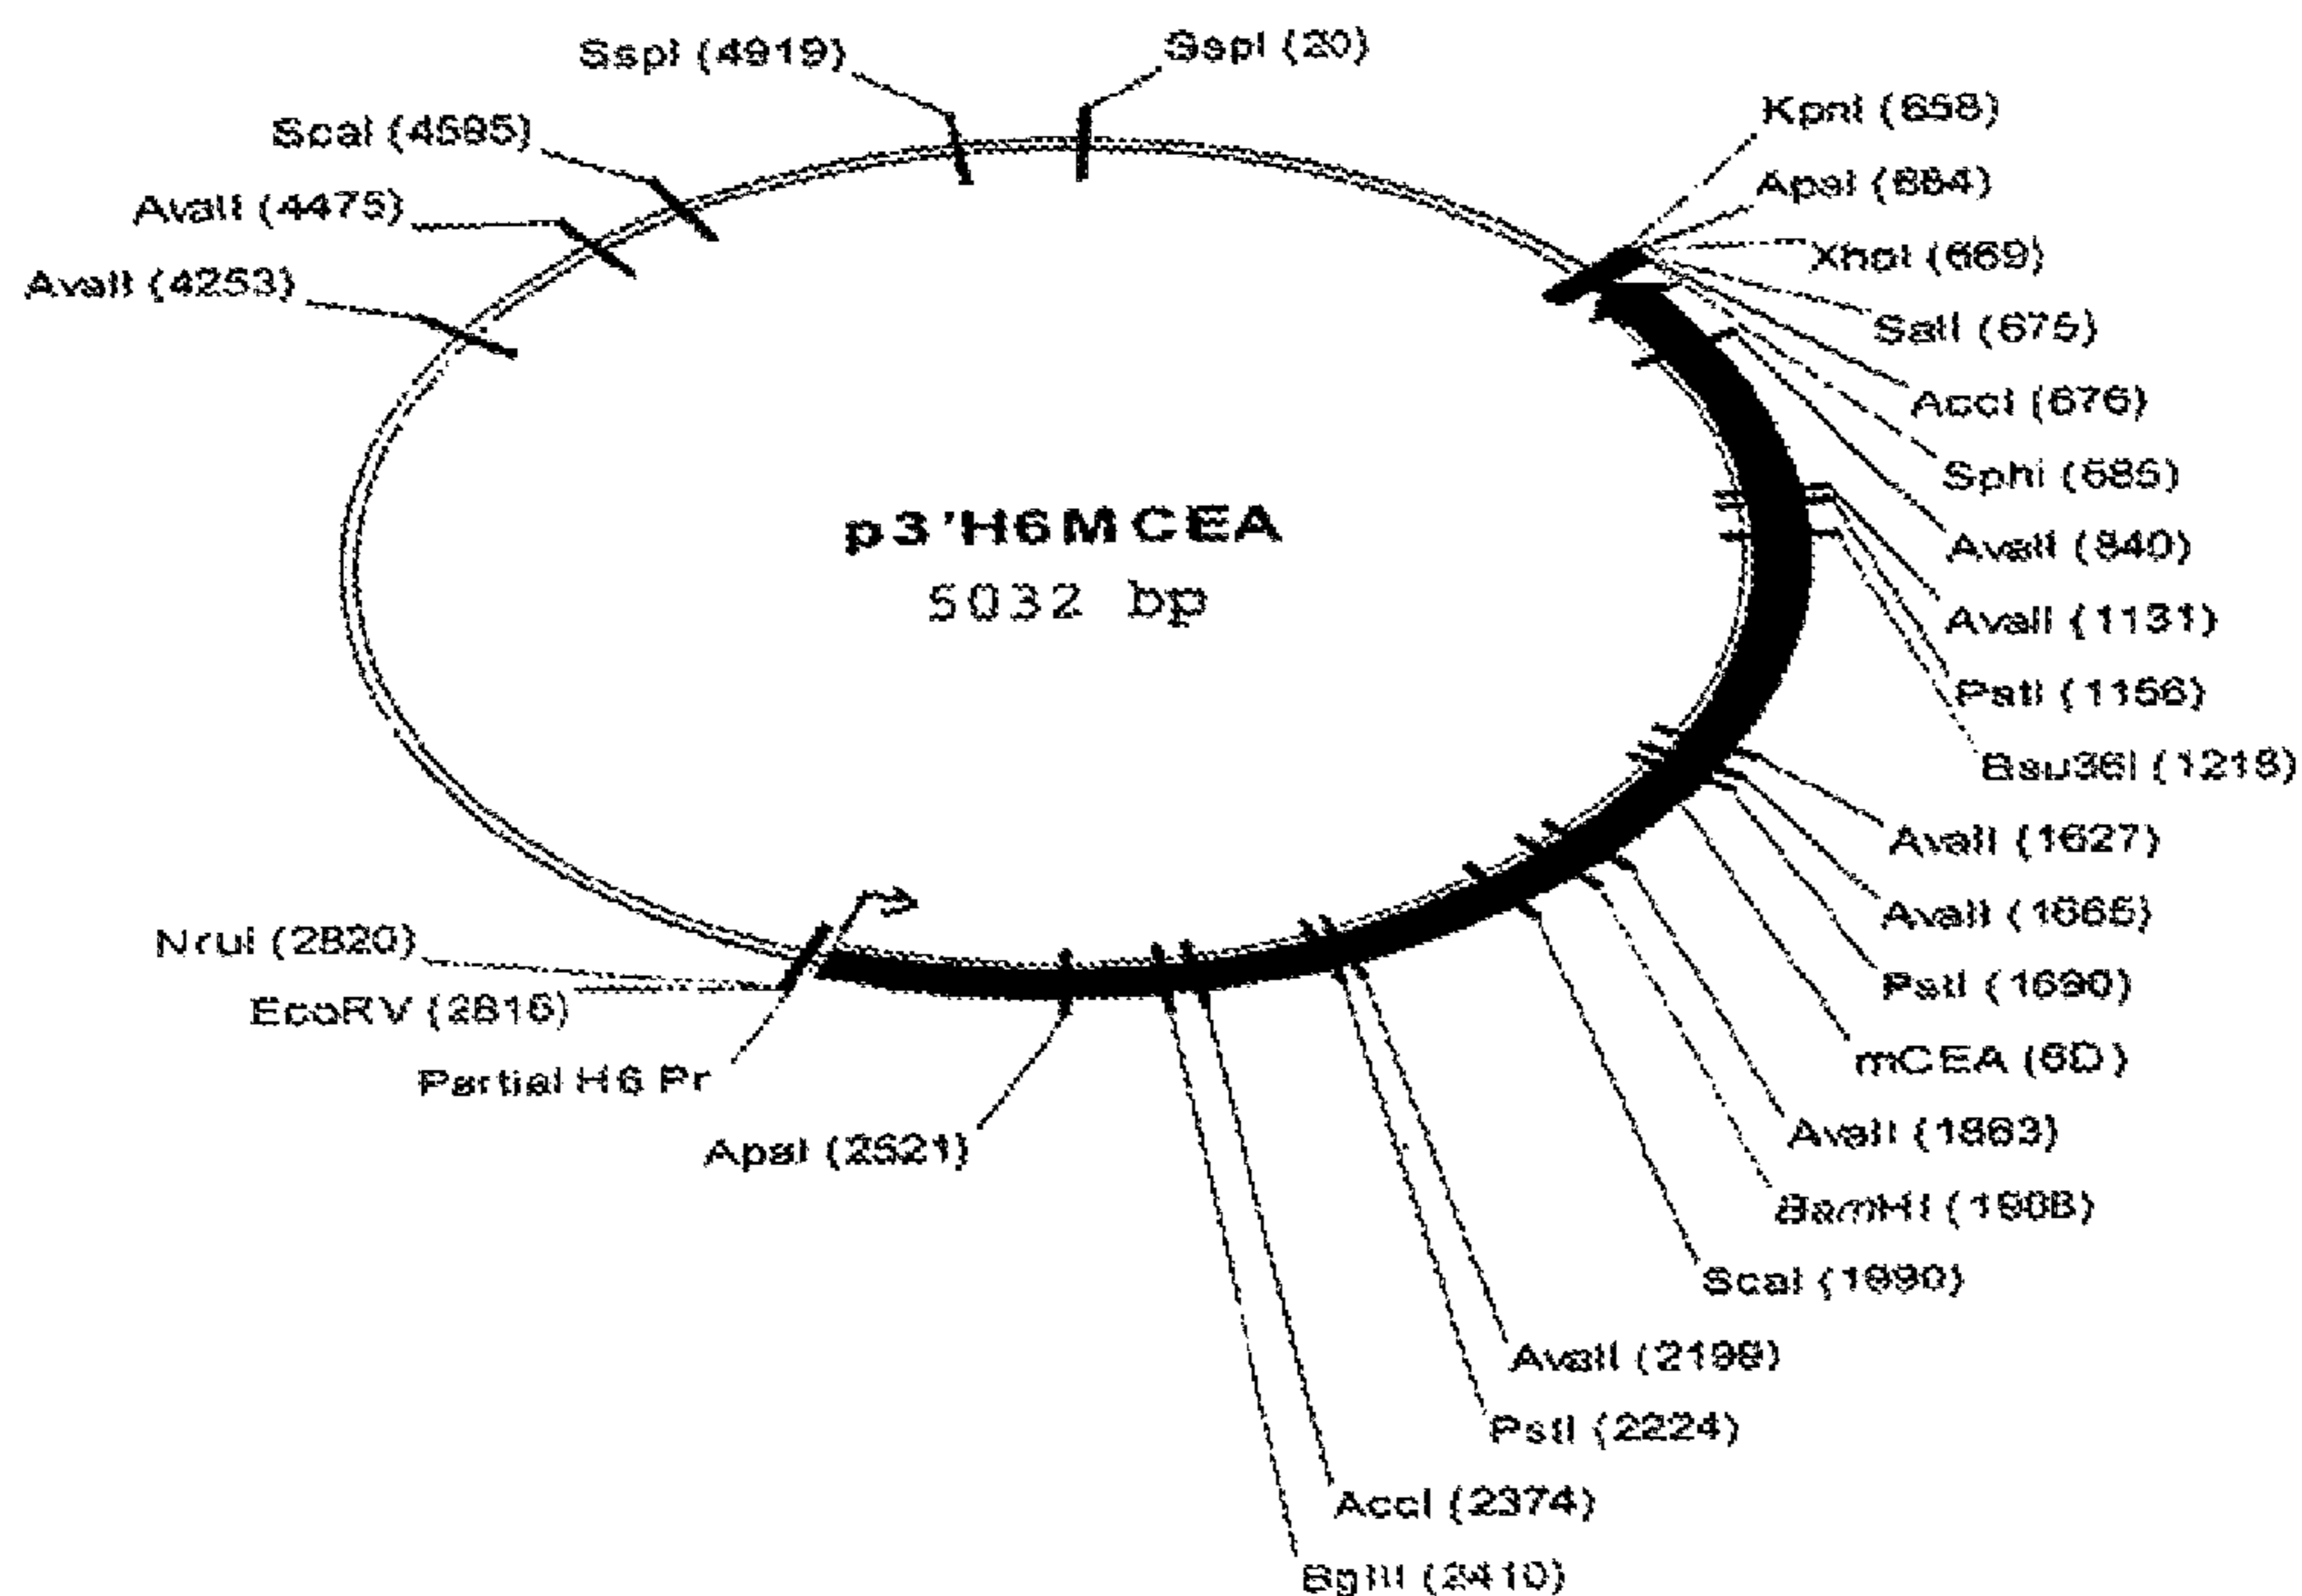 SspI (4919)
SspI (20)
ScaI (4595)
AvaII (4475)
AvaII (4253)
KpnI (658)
ApaI (664)
XhoI (669)
SalI (675)
AccI (676)
SphI (685)
AvaII (840)
AvaII (1131)
PstI (1156)
Bsu36I (1218)
AvaII (1627)
AvaII (1665)
PstI (1690)
mCEA (6D)
AvaII (1863)
BamHI (1908)
ScaI (1990)
AvaII (2199)
PstI (2224)
AccI (2374)
BglII (2410)
p3'H6MCEA
5032 bp
NruI (2820)
EcoRV (2816)
Partial H6 Pr
ApaI (2521)